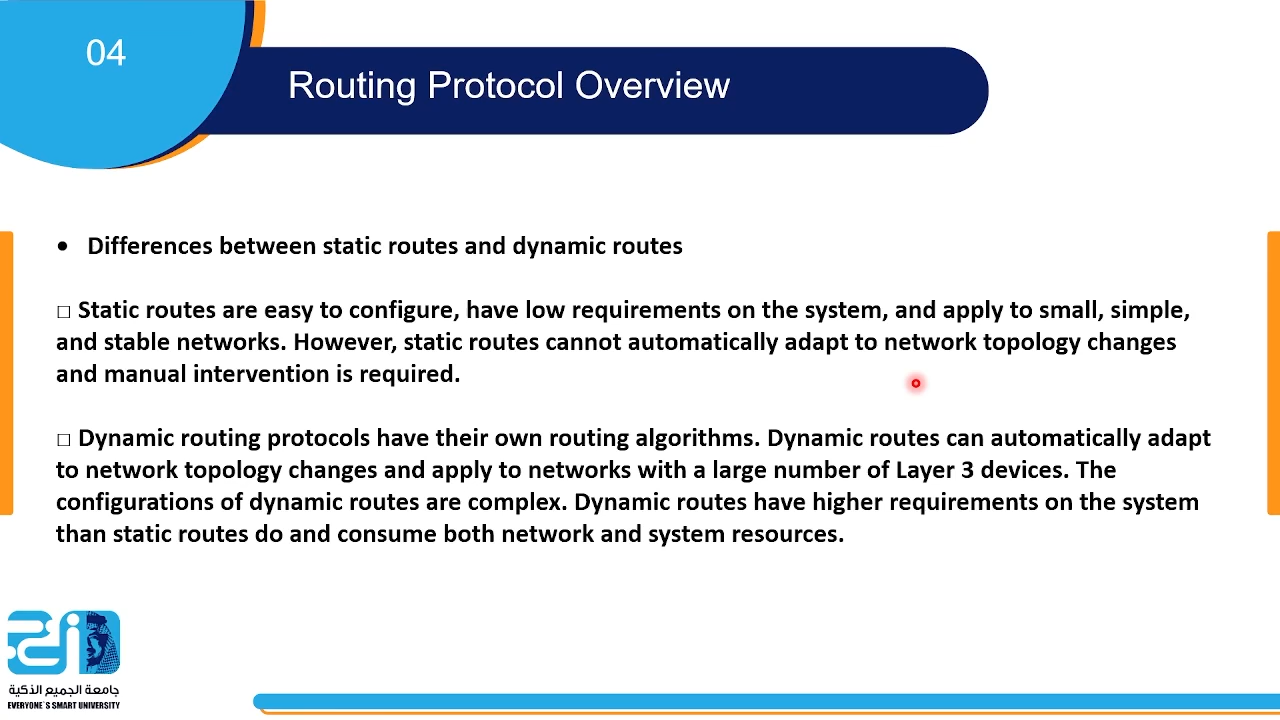 04
Routing Protocol Overview
• Differences between static routes and dynamic routes
□ Static routes are easy to configure, have low requirements on the system, and apply to small, simple,
and stable networks. However, static routes cannot automatically adapt to network topology changes
and manual intervention is required.
□ Dynamic routing protocols have their own routing algorithms. Dynamic routes can automatically adapt
to network topology changes and apply to networks with a large number of Layer 3 devices. The
configurations of dynamic routes are complex. Dynamic routes have higher requirements on the system
than static routes do and consume both network and system resources.
جامعة الجميع الذكية
EVERYONE`S SMART UNIVERSITY